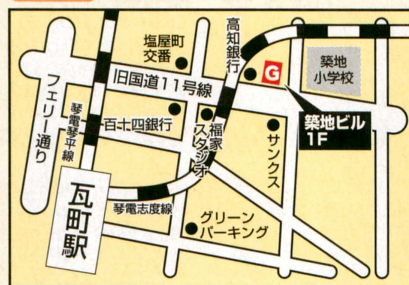 塩屋町
交番
高知銀行
G
築地
小学校
旧国道11号線
フェリー通り
琴電琴平線
百十四銀行
福家
スタジオ
サンクス
築地ビル
1F
瓦町駅
琴電志度線
グリーン
パーキング